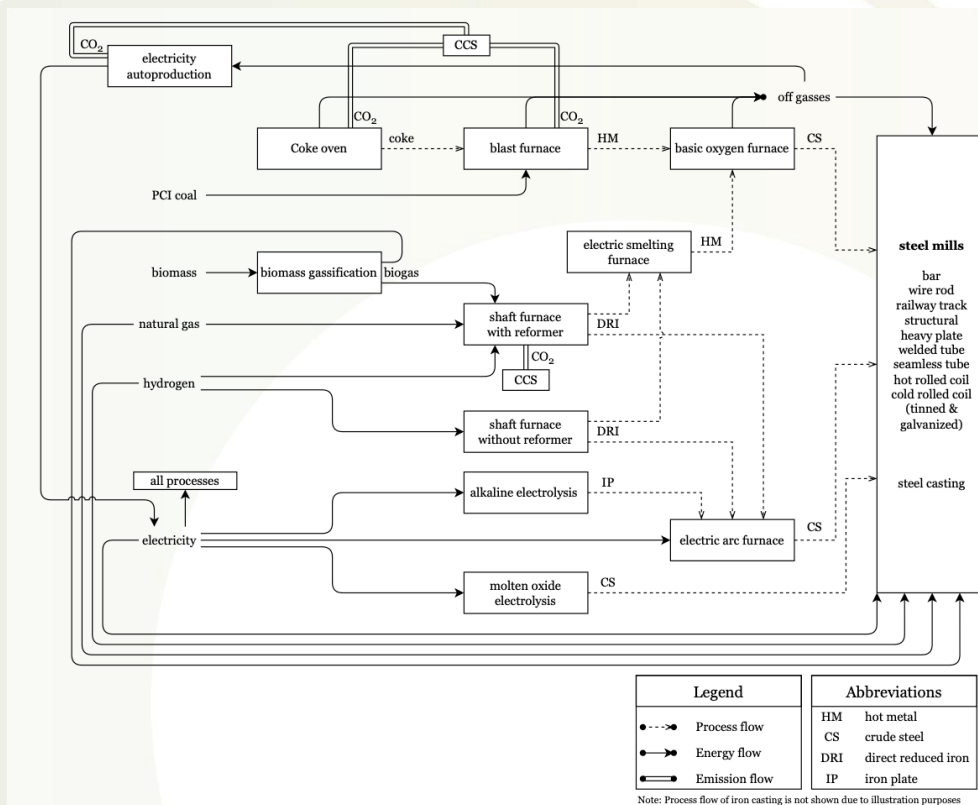 CO2
electricity
autoproduction
CCS
off gasses
CO2
CO2
Coke oven
coke
blast furnace
HM
basic oxygen furnace
CS
PCI coal
electric smelting
furnace
HM
steel mills
biomass
biomass gassification
biogas
bar
wire rod
railway track
structural
heavy plate
welded tube
seamless tube
hot rolled coil
cold rolled coil
(tinned &
galvanized)
natural gas
shaft furnace
with reformer
DRI
CO2
CCS
hydrogen
shaft furnace
without reformer
DRI
all processes
alkaline electrolysis
IP
steel casting
electricity
electric arc furnace
CS
molten oxide
electrolysis
CS
Legend
Process flow
Energy flow
Emission flow
Abbreviations
HM hot metal
CS crude steel
DRI direct reduced iron
IP iron plate
Note: Process flow of iron casting is not shown due to illustration purposes